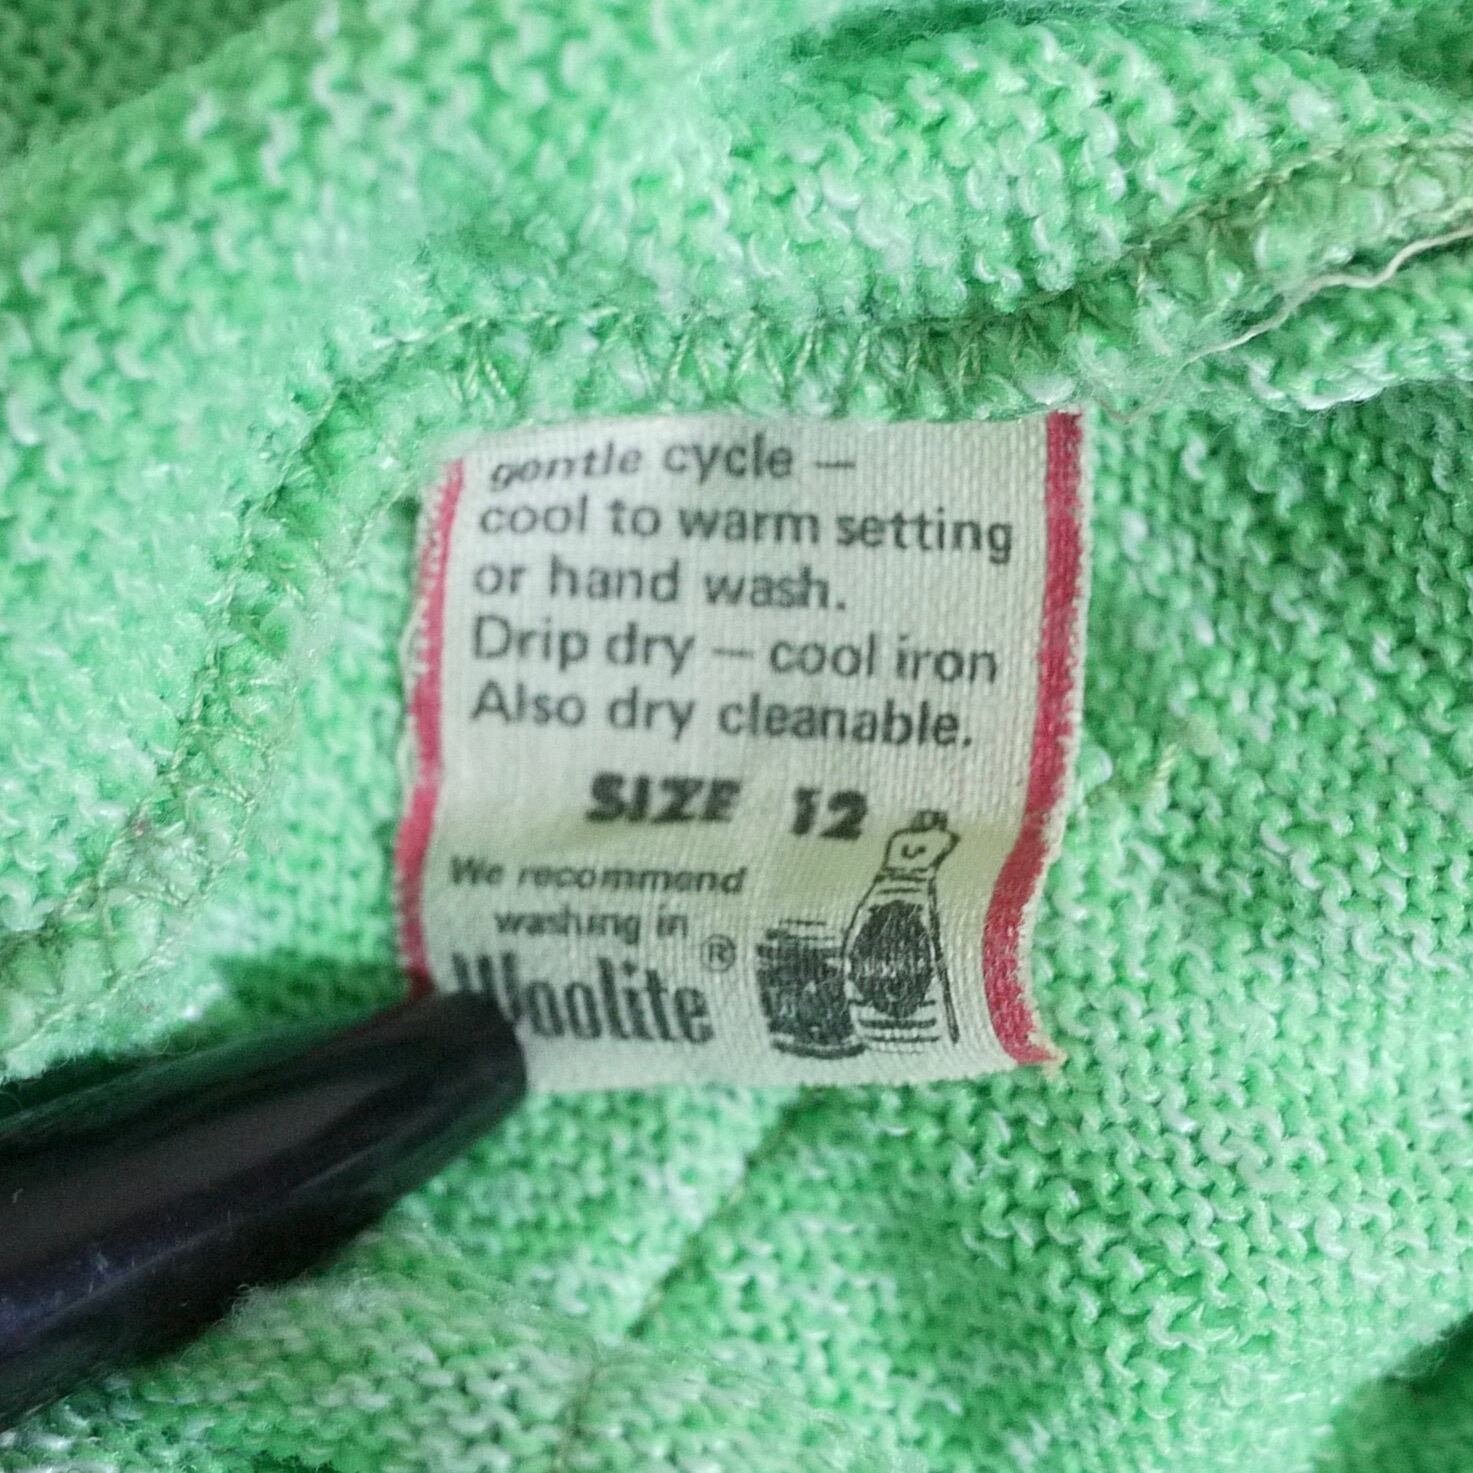 gentle cycle —
cool to warm setting
or hand wash.
Drip dry — cool iron
Also dry cleanable.
SIZE 12
We recommend
washing in
Woolite ®